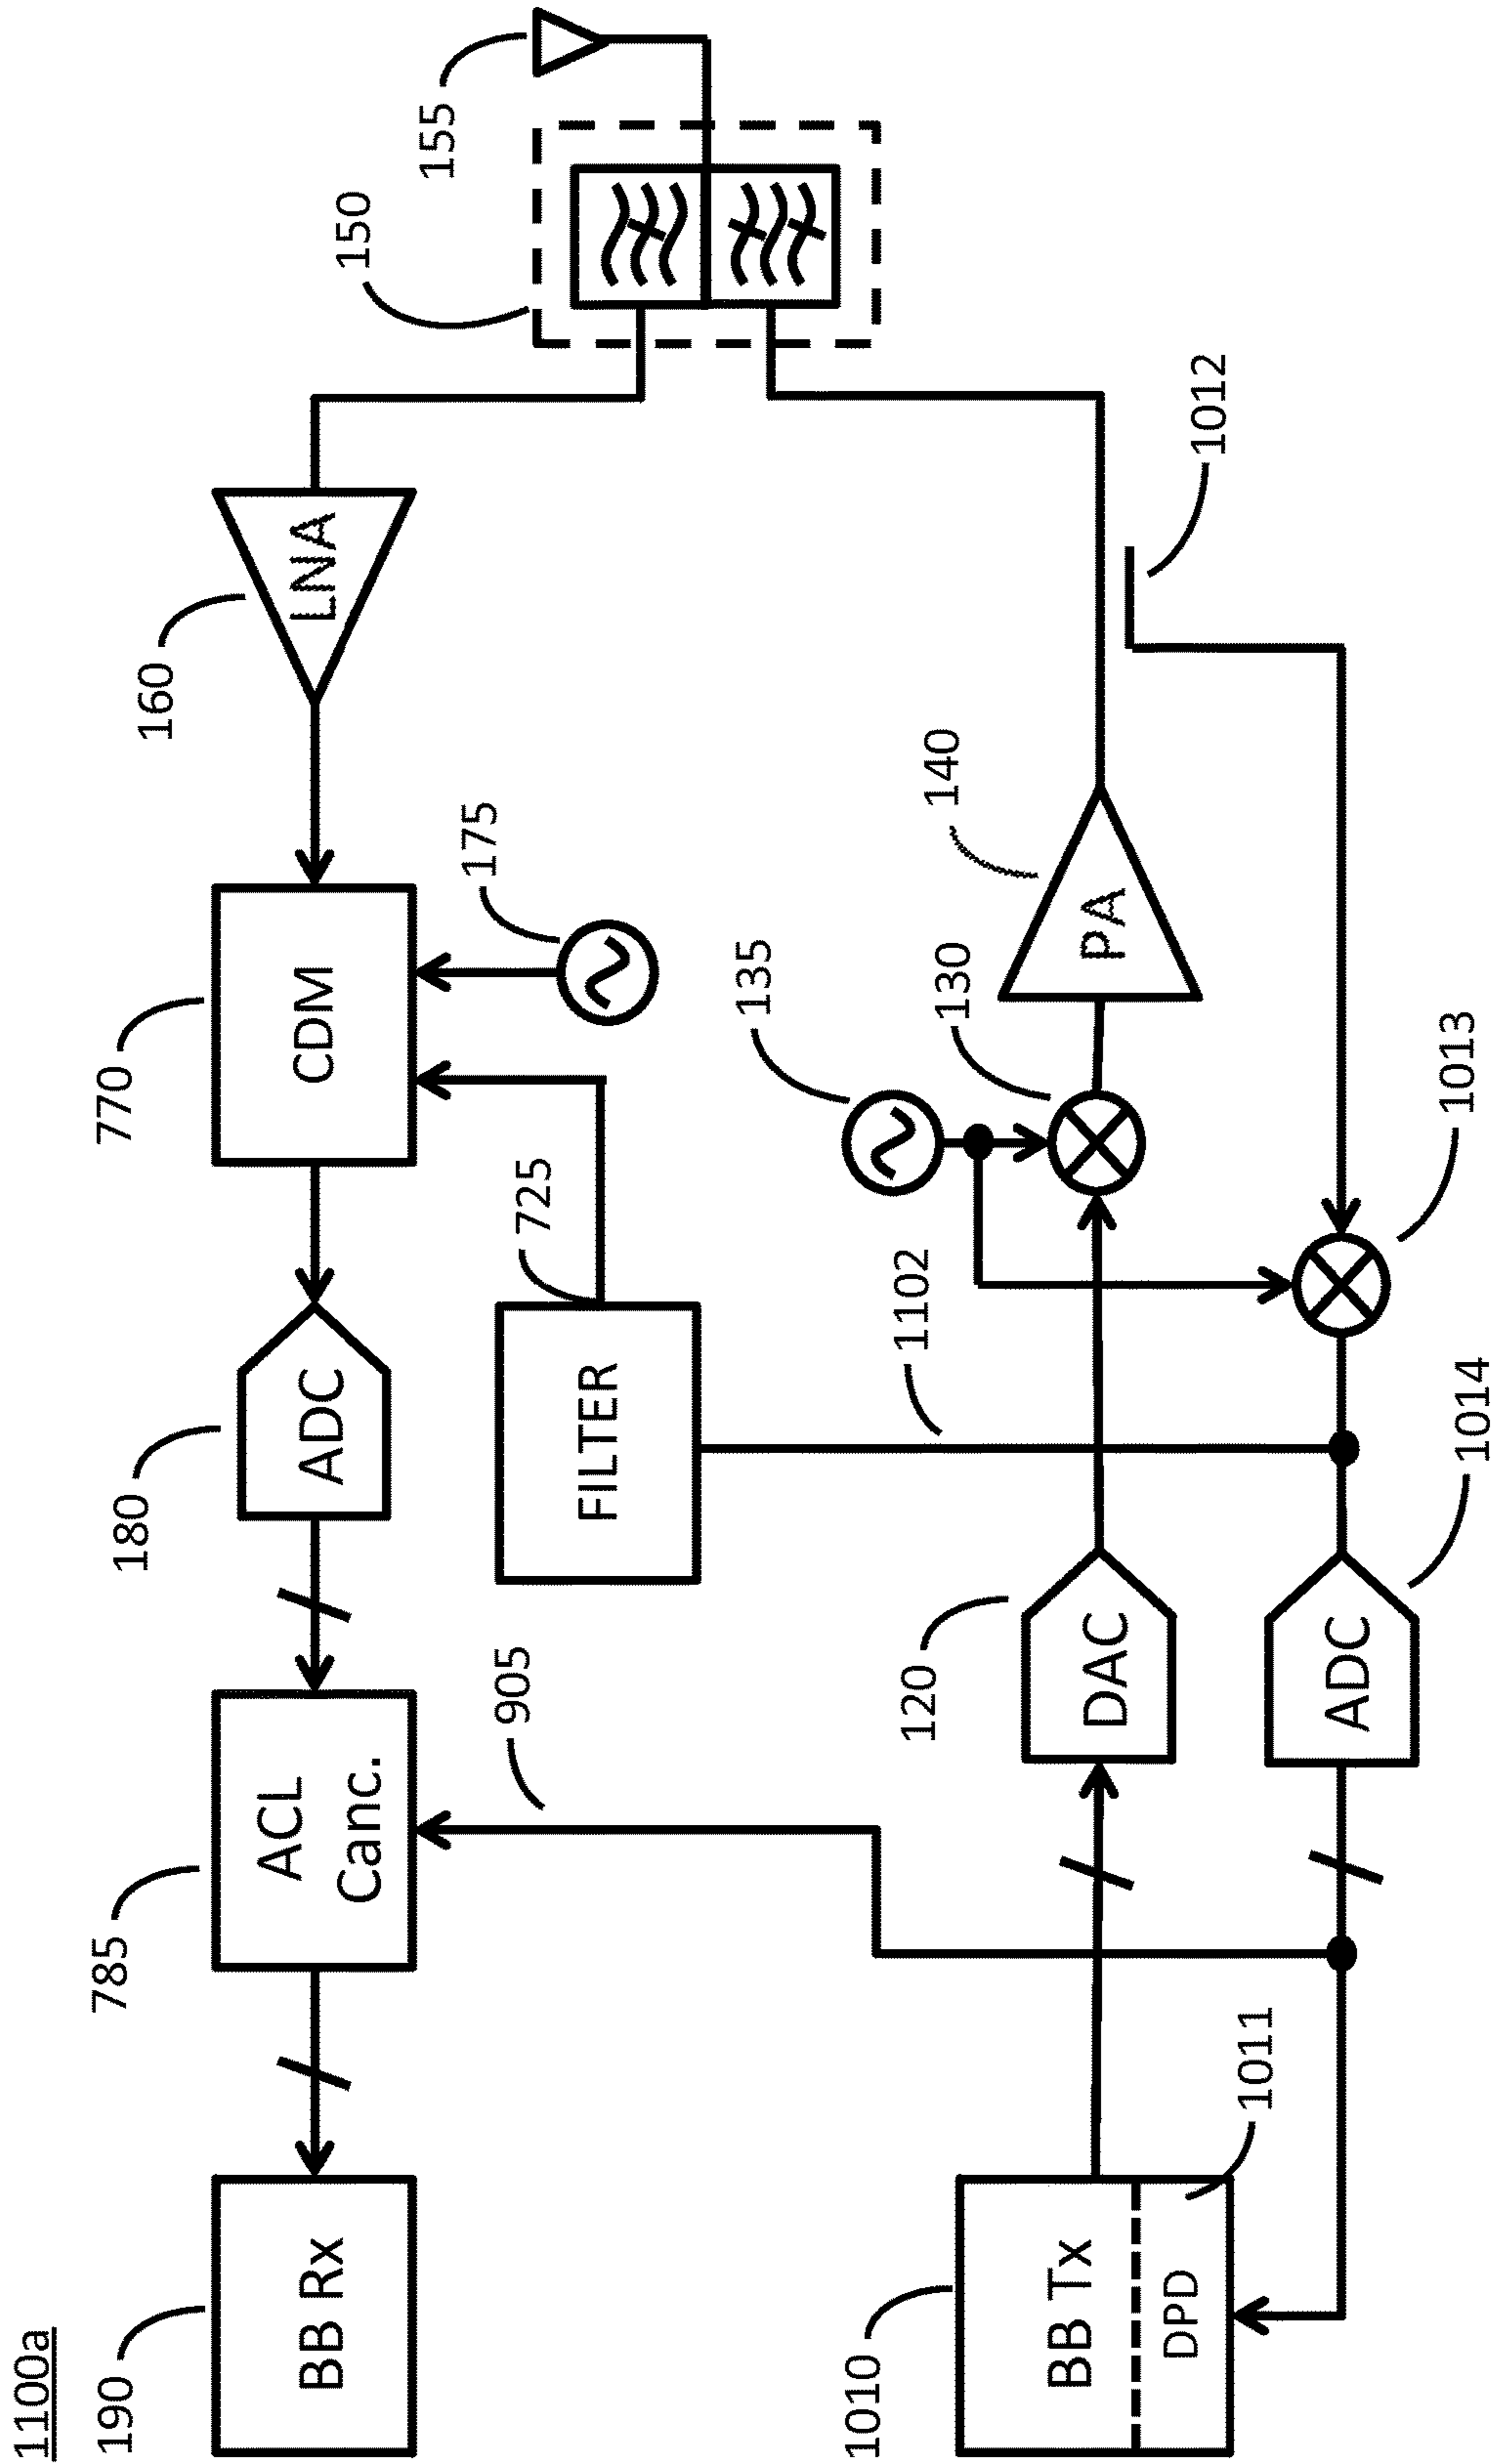 1100a
190
BB Rx
785
ACL
Canc.
180
ADC
770
CDM
160
LNA
150
155
175
725
FILTER
905
1102
135
130
140
PA
120
DAC
1010
BB Tx
DPD
1011
ADC
1014
1013
1012